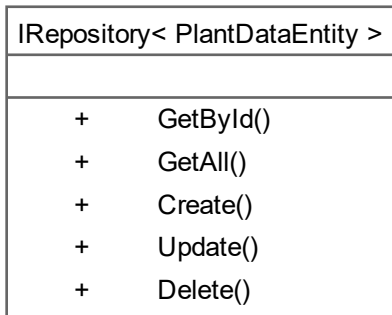 IRepository< PlantDataEntity >
+ GetById()
+ GetAll()
+ Create()
+ Update()
+ Delete()